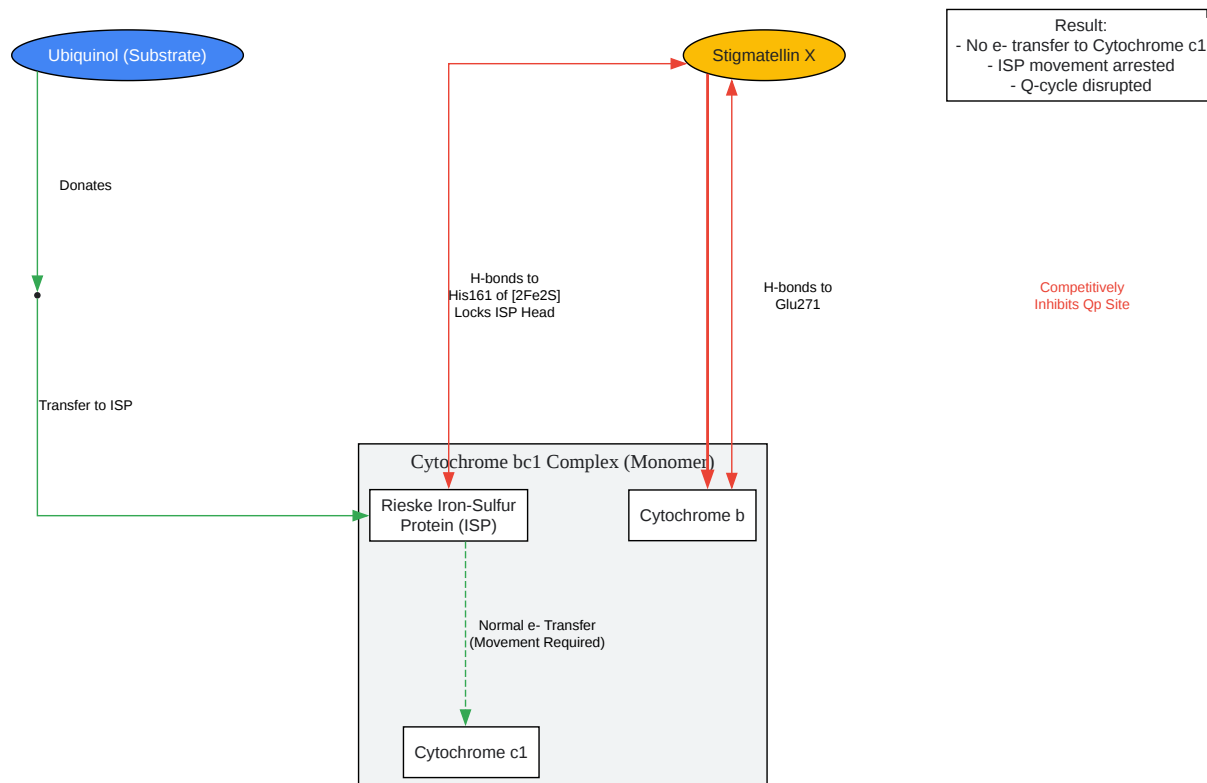 Ubiquinol (Substrate)
Stigmatellin X
Result:
- No e- transfer to Cytochrome c1
- ISP movement arrested
- Q-cycle disrupted
Donates
H-bonds to
His161 of [2Fe2S]
Locks ISP Head
H-bonds to
Glu271
Competitively
Inhibits Qp Site
Transfer to ISP
Cytochrome bc1 Complex (Monomer)
Rieske Iron-Sulfur
Protein (ISP)
Cytochrome b
Normal e- Transfer
(Movement Required)
Cytochrome c1